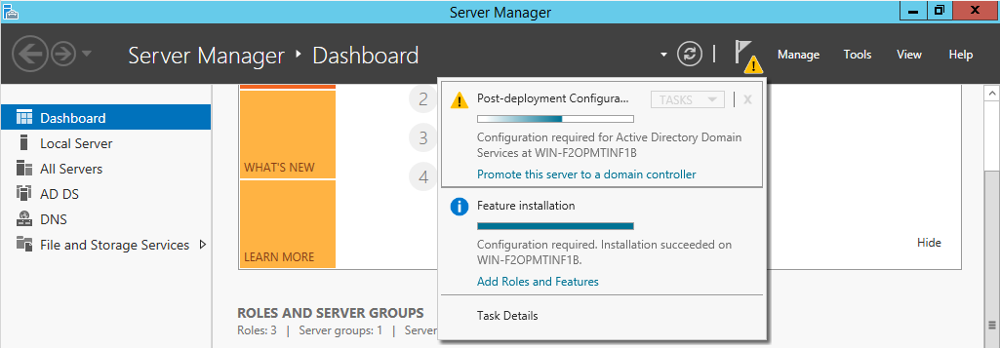 Server Manager
Server Manager ‣ Dashboard
Manage Tools View Help
Dashboard
Local Server
All Servers
AD DS
DNS
File and Storage Services
WHAT'S NEW
LEARN MORE
2
3
4
Post-deployment Configura...
TASKS
Configuration required for Active Directory Domain
Services at WIN-F2OPMTINF1B
Promote this server to a domain controller
Feature installation
Configuration required. Installation succeeded on
WIN-F2OPMTINF1B.
Add Roles and Features
Task Details
Hide
ROLES AND SERVER GROUPS
Roles: 3 | Server groups: 1 | Server